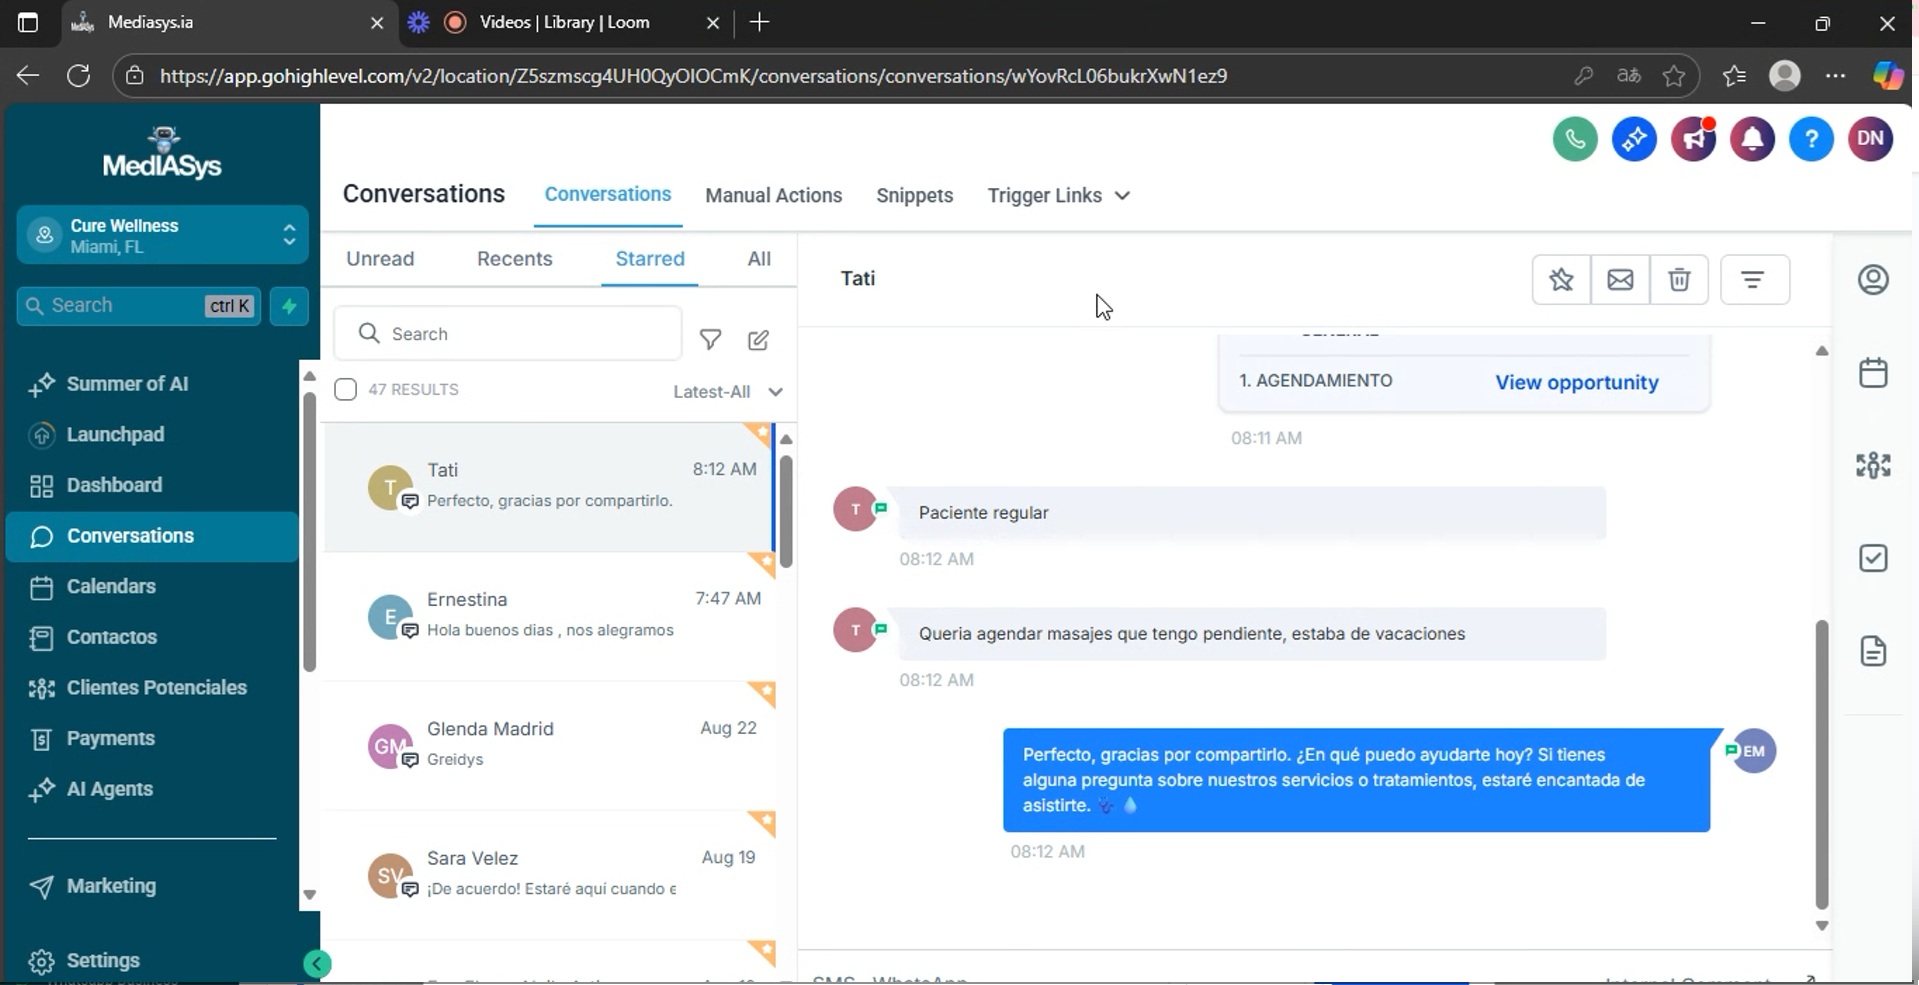 Mediasys.ia
Videos | Library | Loom
https://app.gohighlevel.com/v2/location/Z5szmscg4UH0QyOlOCmK/conversations/conversations/wYovRcL06bukrXwN1ez9
MedIASys
Cure Wellness
Miami, FL
Search
ctrl K
Summer of AI
Launchpad
Dashboard
Conversations
Calendars
Contactos
Clientes Potenciales
Payments
AI Agents
Marketing
Settings
DN
Conversations
Conversations
Manual Actions
Snippets
Trigger Links
Unread
Recents
Starred
All
Search
47 RESULTS
Latest-All
T
Tati
8:12 AM
Perfecto, gracias por compartirlo.
E
Ernestina
7:47 AM
Hola buenos dias , nos alegramos
GM
Glenda Madrid
Aug 22
Greidys
SV
Sara Velez
Aug 19
¡De acuerdo! Estaré aquí cuando
Tati
1. AGENDAMIENTO
View opportunity
08:11 AM
T
Paciente regular
08:12 AM
T
Queria agendar masajes que tengo pendiente, estaba de vacaciones
08:12 AM
Perfecto, gracias por compartirlo. ¿En qué puedo ayudarte hoy? Si tienes
alguna pregunta sobre nuestros servicios o tratamientos, estaré encantada de
asistirte.
EM
08:12 AM
SMS
WhatsApp
Internal Comment